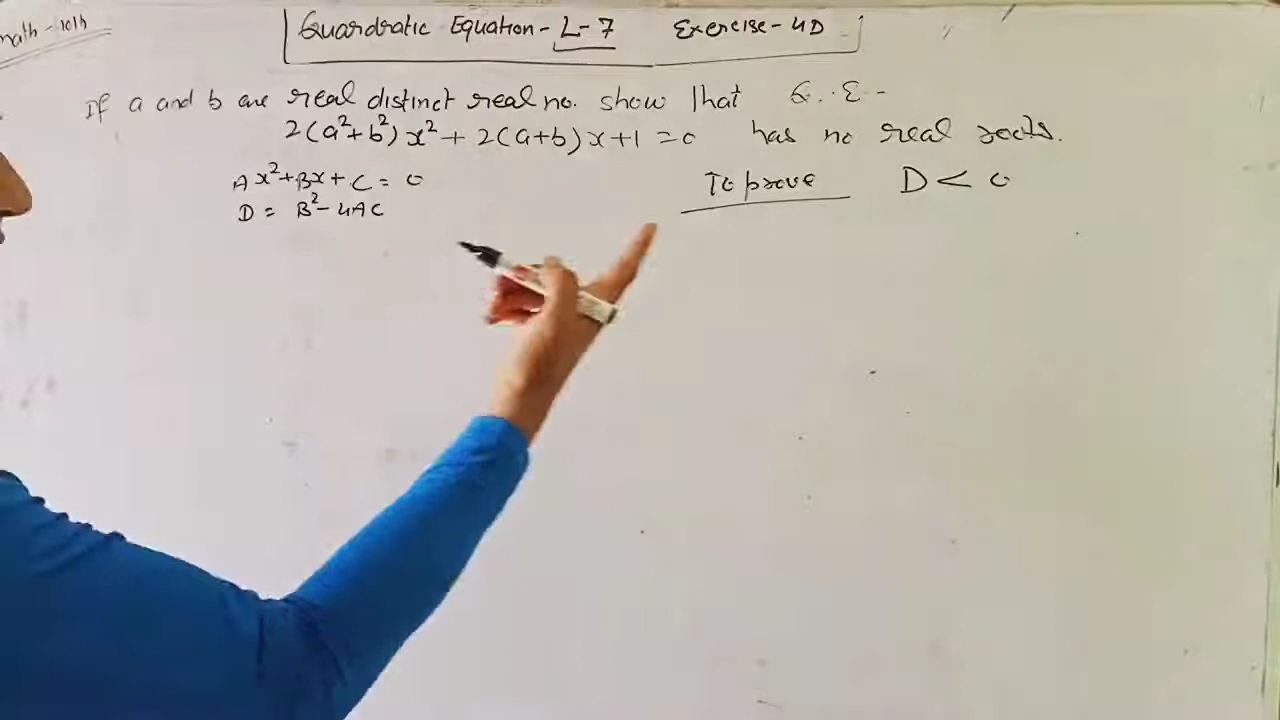 math-10th
Quardratic Equation-L-7 Exercise-4D
If a and b are real distinct real no. show that Q.E-
2(a²+b²)x²+2(a+b)x+1=0 has no real roots.
Ax²+Bx+C=0 To prove D<0
D=B²-4AC